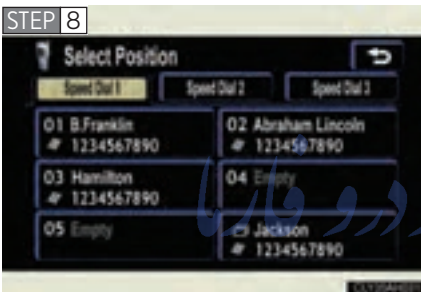 STEP 8
Select Position
Speed Dial 1 Speed Dial 2 Speed Dial 3
01 B.Franklin 02 Abraham Lincoln
# 1234567890 # 1234567890
03 Hamilton 04 Empty
# 1234567890
05 Empty Jackson
# 1234567890